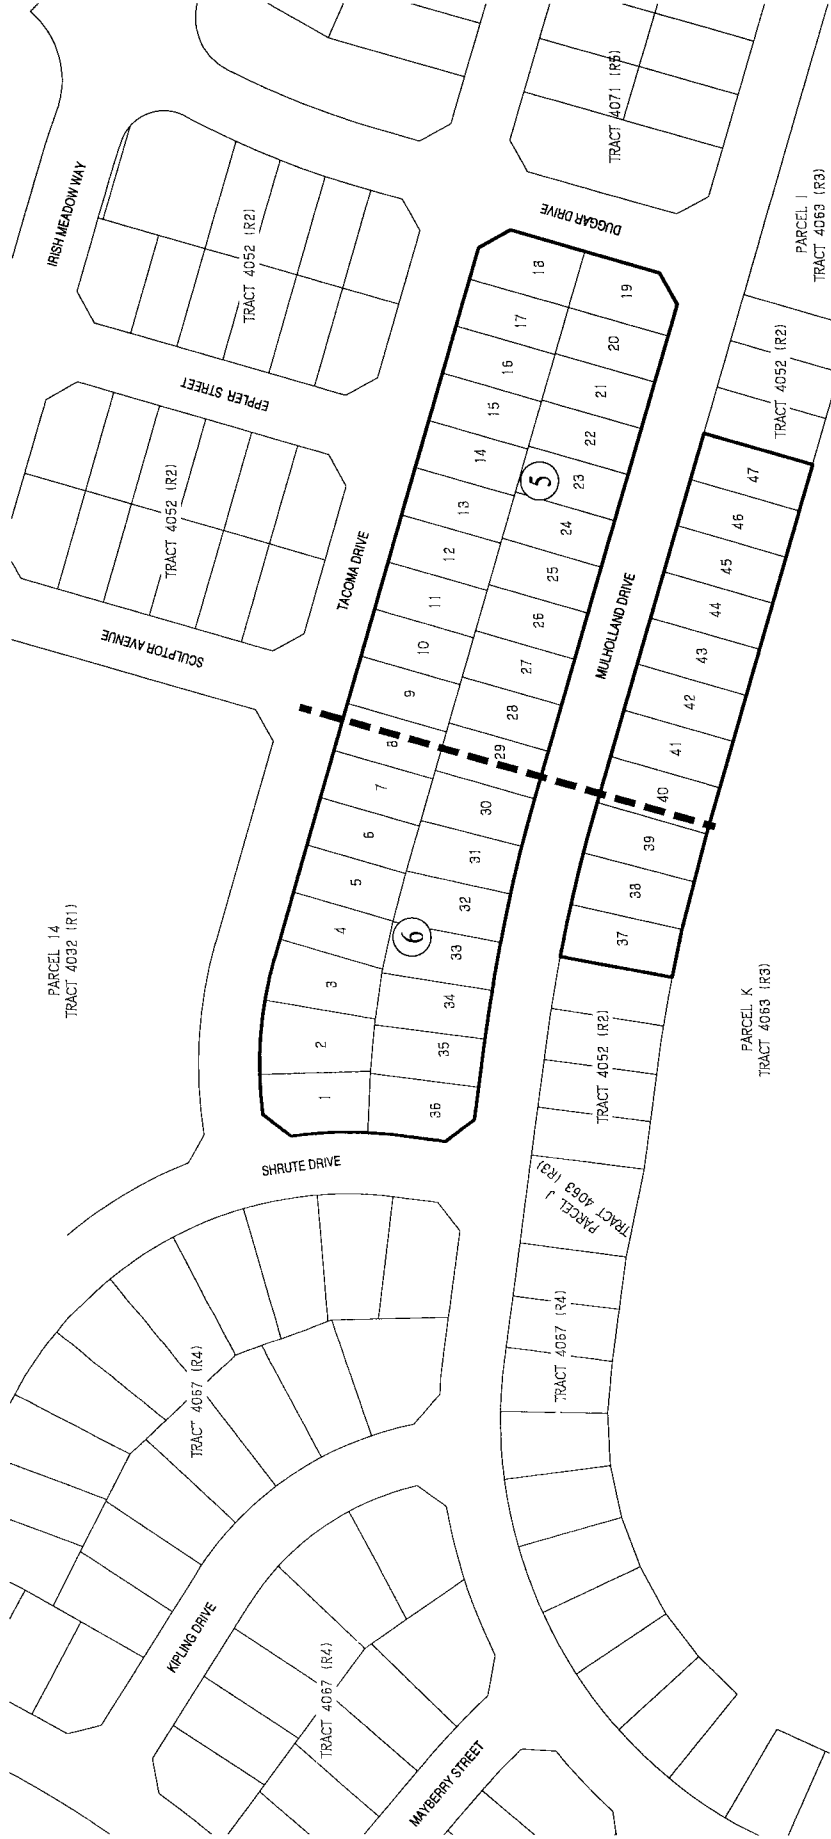 IRISH MEADOW WAY
TRACT 4052 (R2)
TRACT 4071 (R5)
DUGGAR DRIVE
PARCEL I
TRACT 4063 (R3)
EPPLER STREET
TRACT 4052 (R2)
TRACT 4052 (R2)
SCULPTOR AVENUE
TACOMA DRIVE
MULHOLLAND DRIVE
18
17
16
15
14
13
12
11
10
9
8
7
6
5
4
3
2
1
19
20
21
22
23
24
25
26
27
28
29
30
31
32
33
34
35
36
5
6
47
46
45
44
43
42
41
40
39
38
37
PARCEL 14
TRACT 4032 (R1)
PARCEL K
TRACT 4063 (R3)
TRACT 4052 (R2)
SHRUTE DRIVE
PARCEL J
TRACT 4063 (R3)
TRACT 4067 (R4)
TRACT 4067 (R4)
KIPLING DRIVE
TRACT 4067 (R4)
MAYBERRY STREET